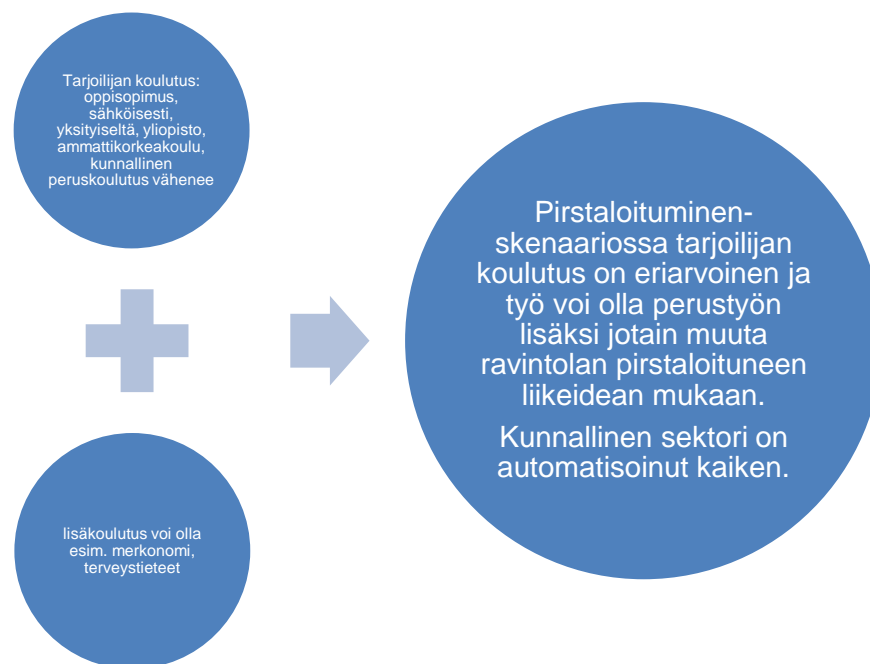 Tarjoilijan koulutus:
oppisopimus,
sähköisesti,
yksityiseltä, yliopisto,
ammattikorkeakoulu,
kunnallinen
peruskoulutus vähenee
lisäkoulutus voi olla
esim. merkonomi,
terveystieteet
Pirstaloituminen-
skenaariossa tarjoilijan
koulutus on eriarvoinen ja
työ voi olla perustyön
lisäksi jotain muuta
ravintolan pirstaloituneen
liikeidean mukaan.
Kunnallinen sektori on
automatisoinut kaiken.